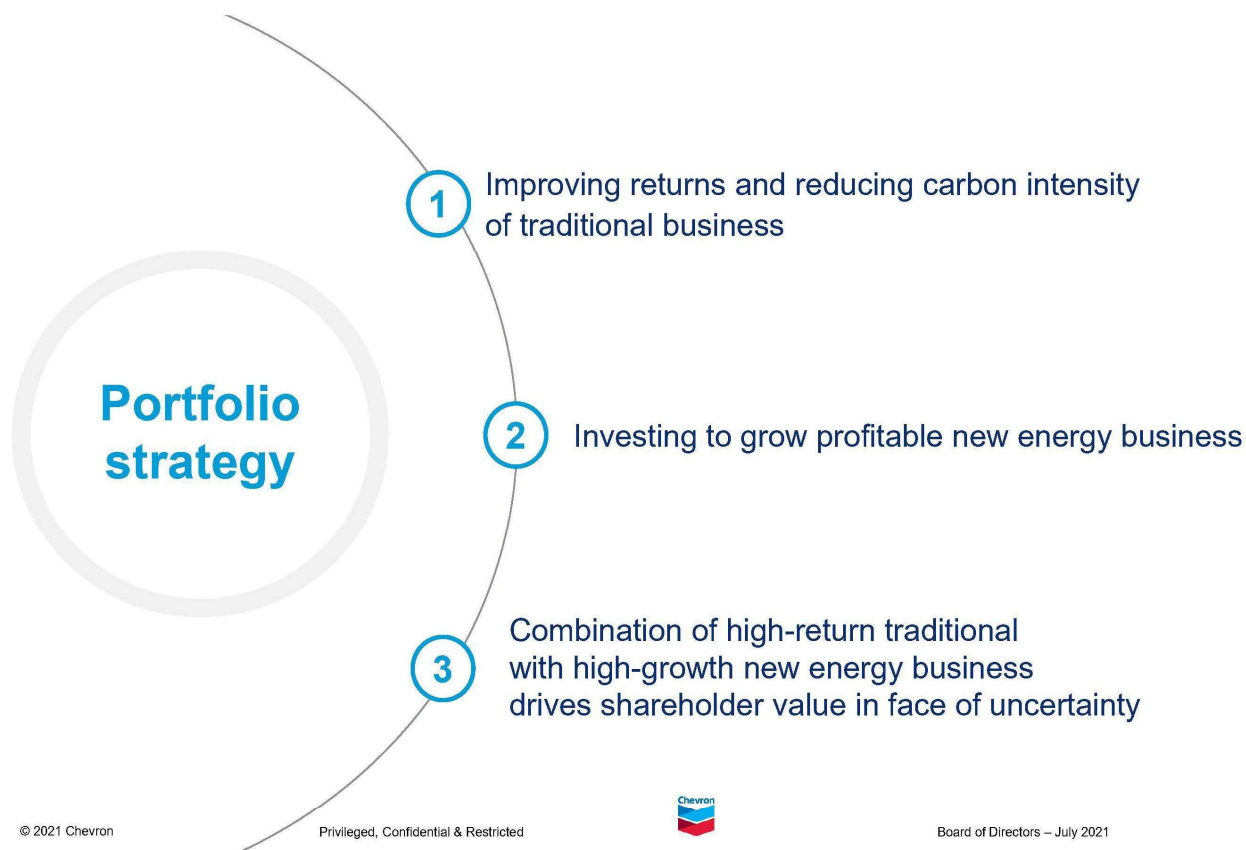 Portfolio
strategy
1
Improving returns and reducing carbon intensity
of traditional business
2
Investing to grow profitable new energy business
3
Combination of high-return traditional
with high-growth new energy business
drives shareholder value in face of uncertainty
© 2021 Chevron
Privileged, Confidential & Restricted
Chevron
Board of Directors – July 2021